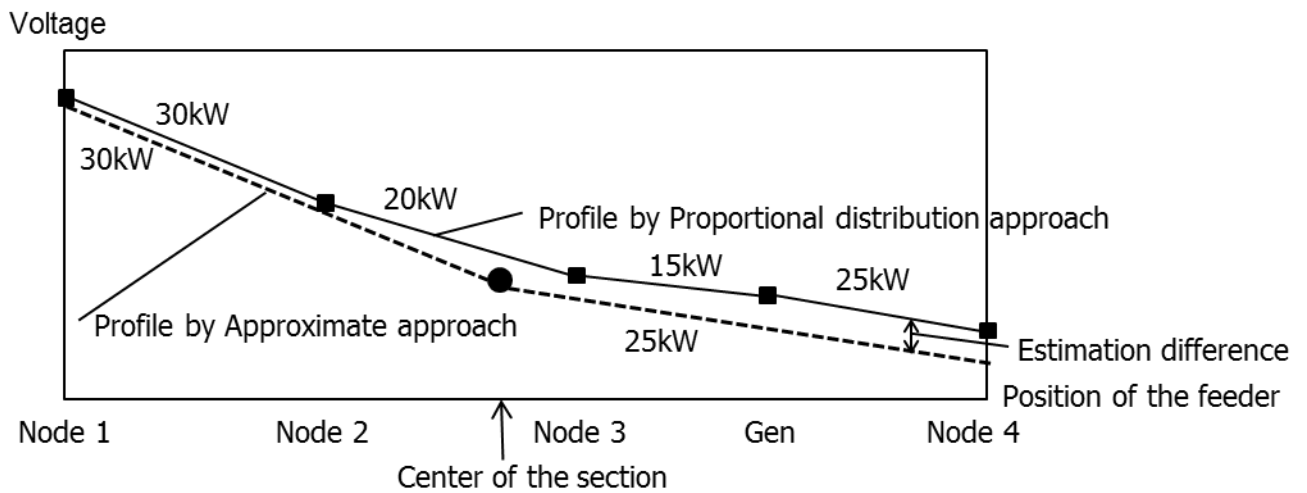 Voltage
30kW
30kW
20kW
Profile by Proportional distribution approach
15kW
25kW
Profile by Approximate approach
25kW
Estimation difference
Position of the feeder
Node 1
Node 2
Node 3
Gen
Node 4
Center of the section